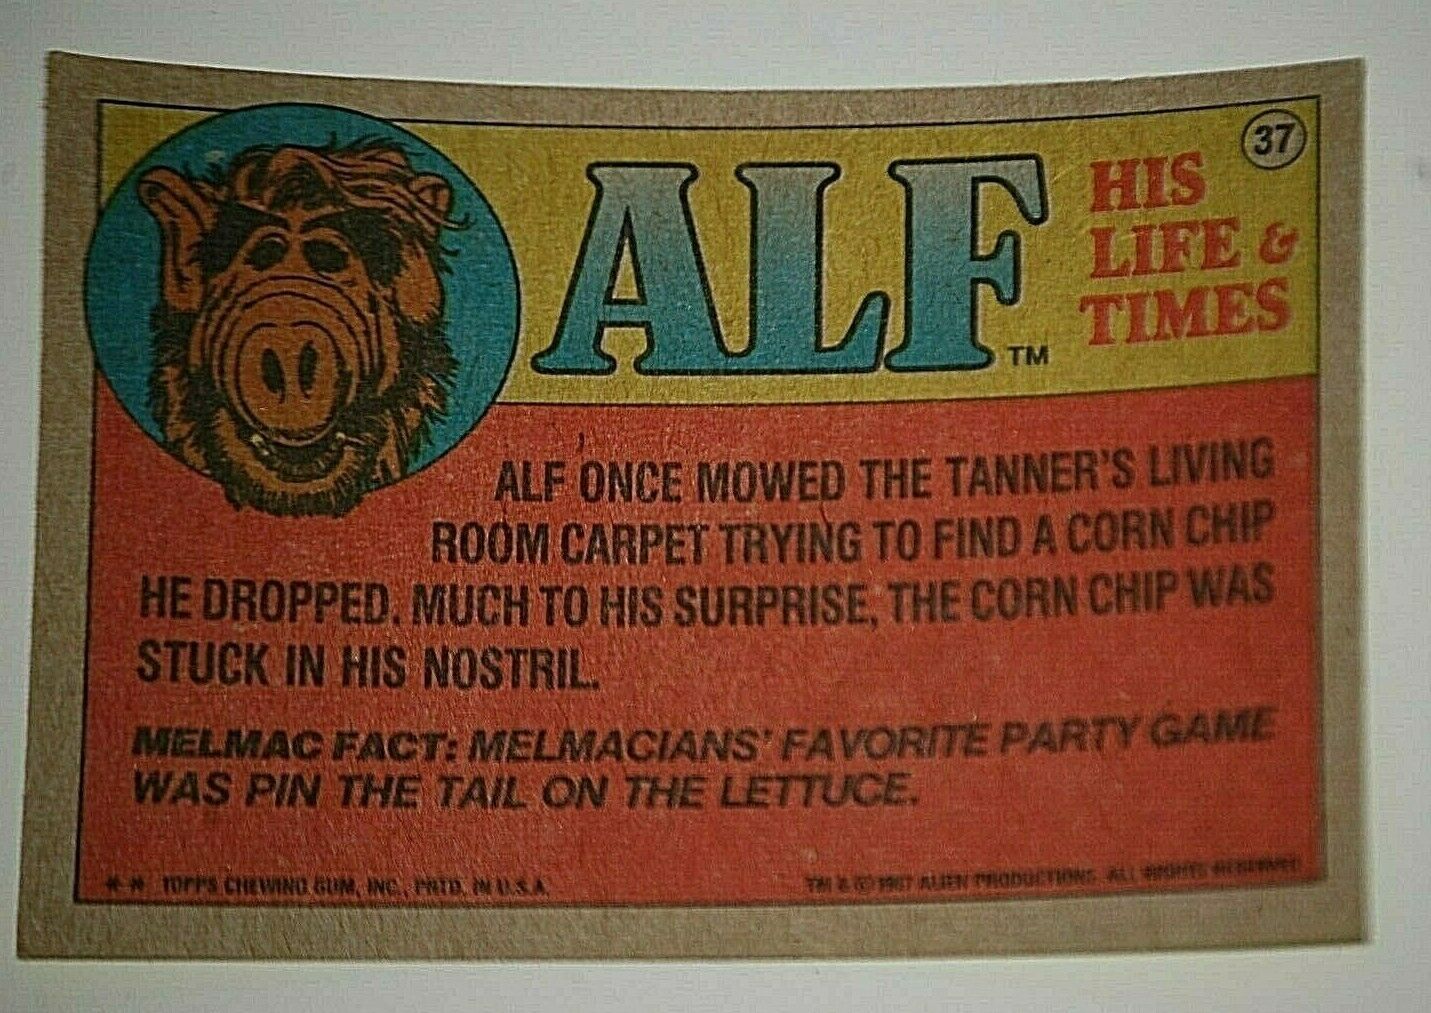 37
ALF™
HIS
LIFE &
TIMES
ALF ONCE MOWED THE TANNER'S LIVING
ROOM CARPET TRYING TO FIND A CORN CHIP
HE DROPPED. MUCH TO HIS SURPRISE, THE CORN CHIP WAS
STUCK IN HIS NOSTRIL.
MELMAC FACT: MELMACIANS' FAVORITE PARTY GAME
WAS PIN THE TAIL ON THE LETTUCE.
*-* TOPPS CHEWING GUM, INC., PRTD. IN U.S.A.
TM & © 1987 ALIEN PRODUCTIONS. ALL RIGHTS RESERVED.